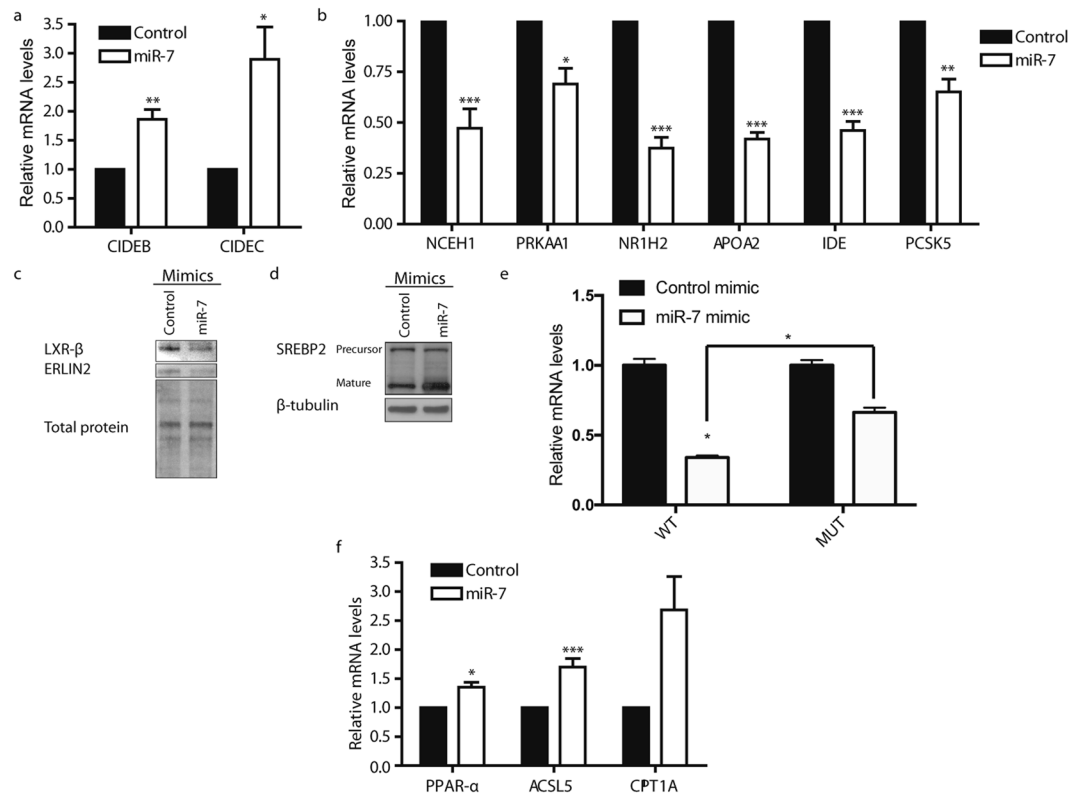 a
Relative mRNA levels
3.5
3.0
2.5
2.0
1.5
1.0
0.5
0.0
Control
miR-7
**
*
CIDEB CIDEC
b
Relative mRNA levels
1.00
0.75
0.50
0.25
0.00
Control
miR-7
***
*
***
***
***
**
NCEH1 PRKAA1 NR1H2 APOA2 IDE PCSK5
c
Mimics
Control
miR-7
LXR-β
ERLIN2
Total protein
d
Mimics
Control
miR-7
SREBP2 Precursor
Mature
β-tubulin
e
Relative mRNA levels
1.5
1.0
0.5
0.0
Control mimic
miR-7 mimic
*
*
WT
MUT
f
Relative mRNA levels
3.5
3.0
2.5
2.0
1.5
1.0
0.5
0.0
Control
miR-7
*
***
PPAR-α ACSL5 CPT1A